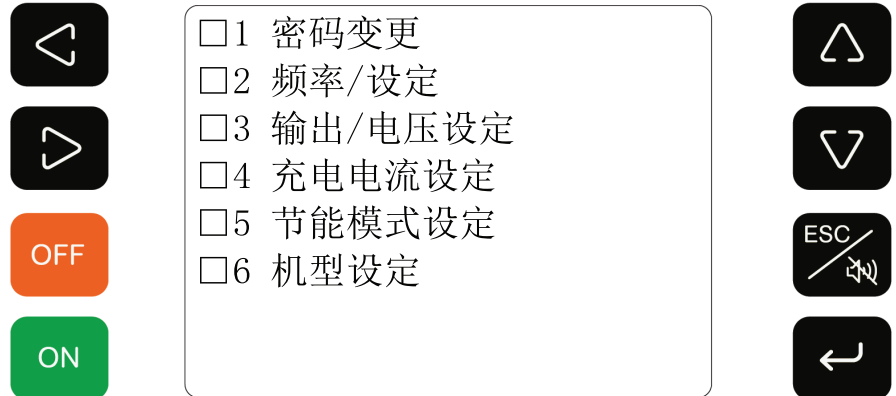 □1 密码变更
□2 频率/设定
□3 输出/电压设定
□4 充电电流设定
□5 节能模式设定
□6 机型设定
OFF
ON
ESC